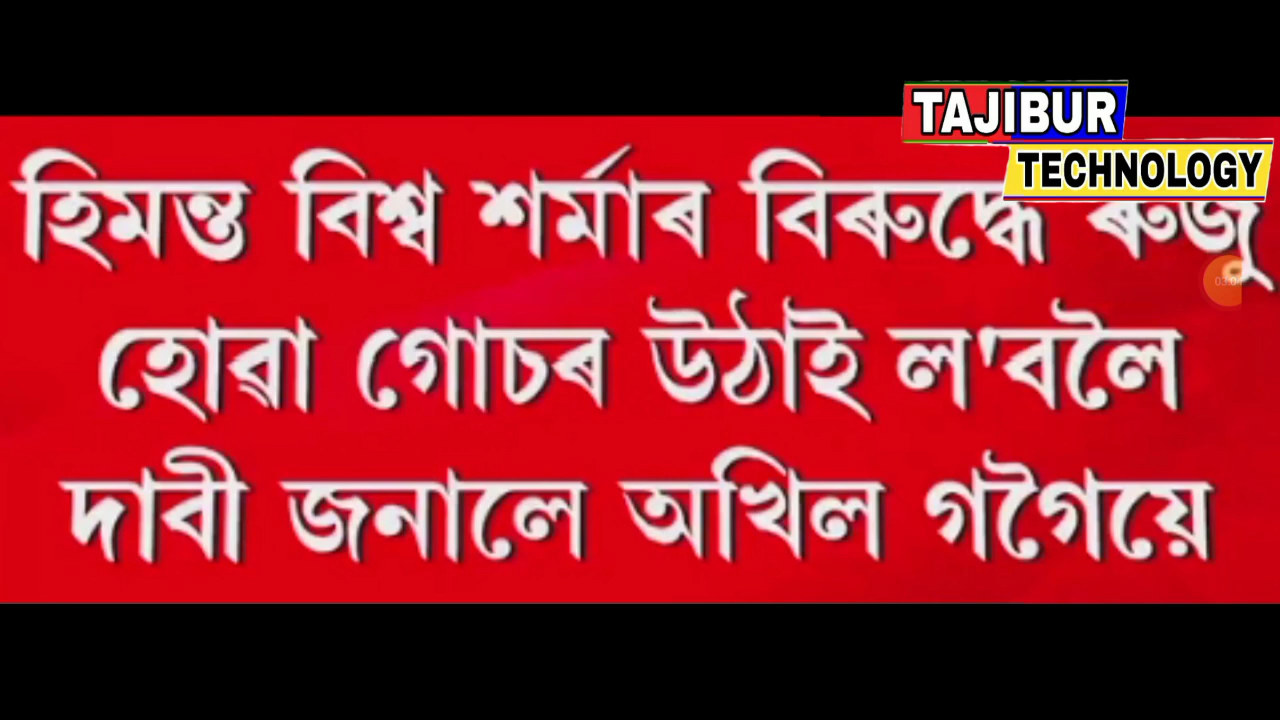 TAJIBUR
TECHNOLOGY
হিমন্ত বিশ্ব শৰ্মাৰ বিৰুদ্ধে ৰুজু
হোৱা গোচৰ উঠাই ল'বলৈ
দাবী জনালে অখিল গগৈয়ে